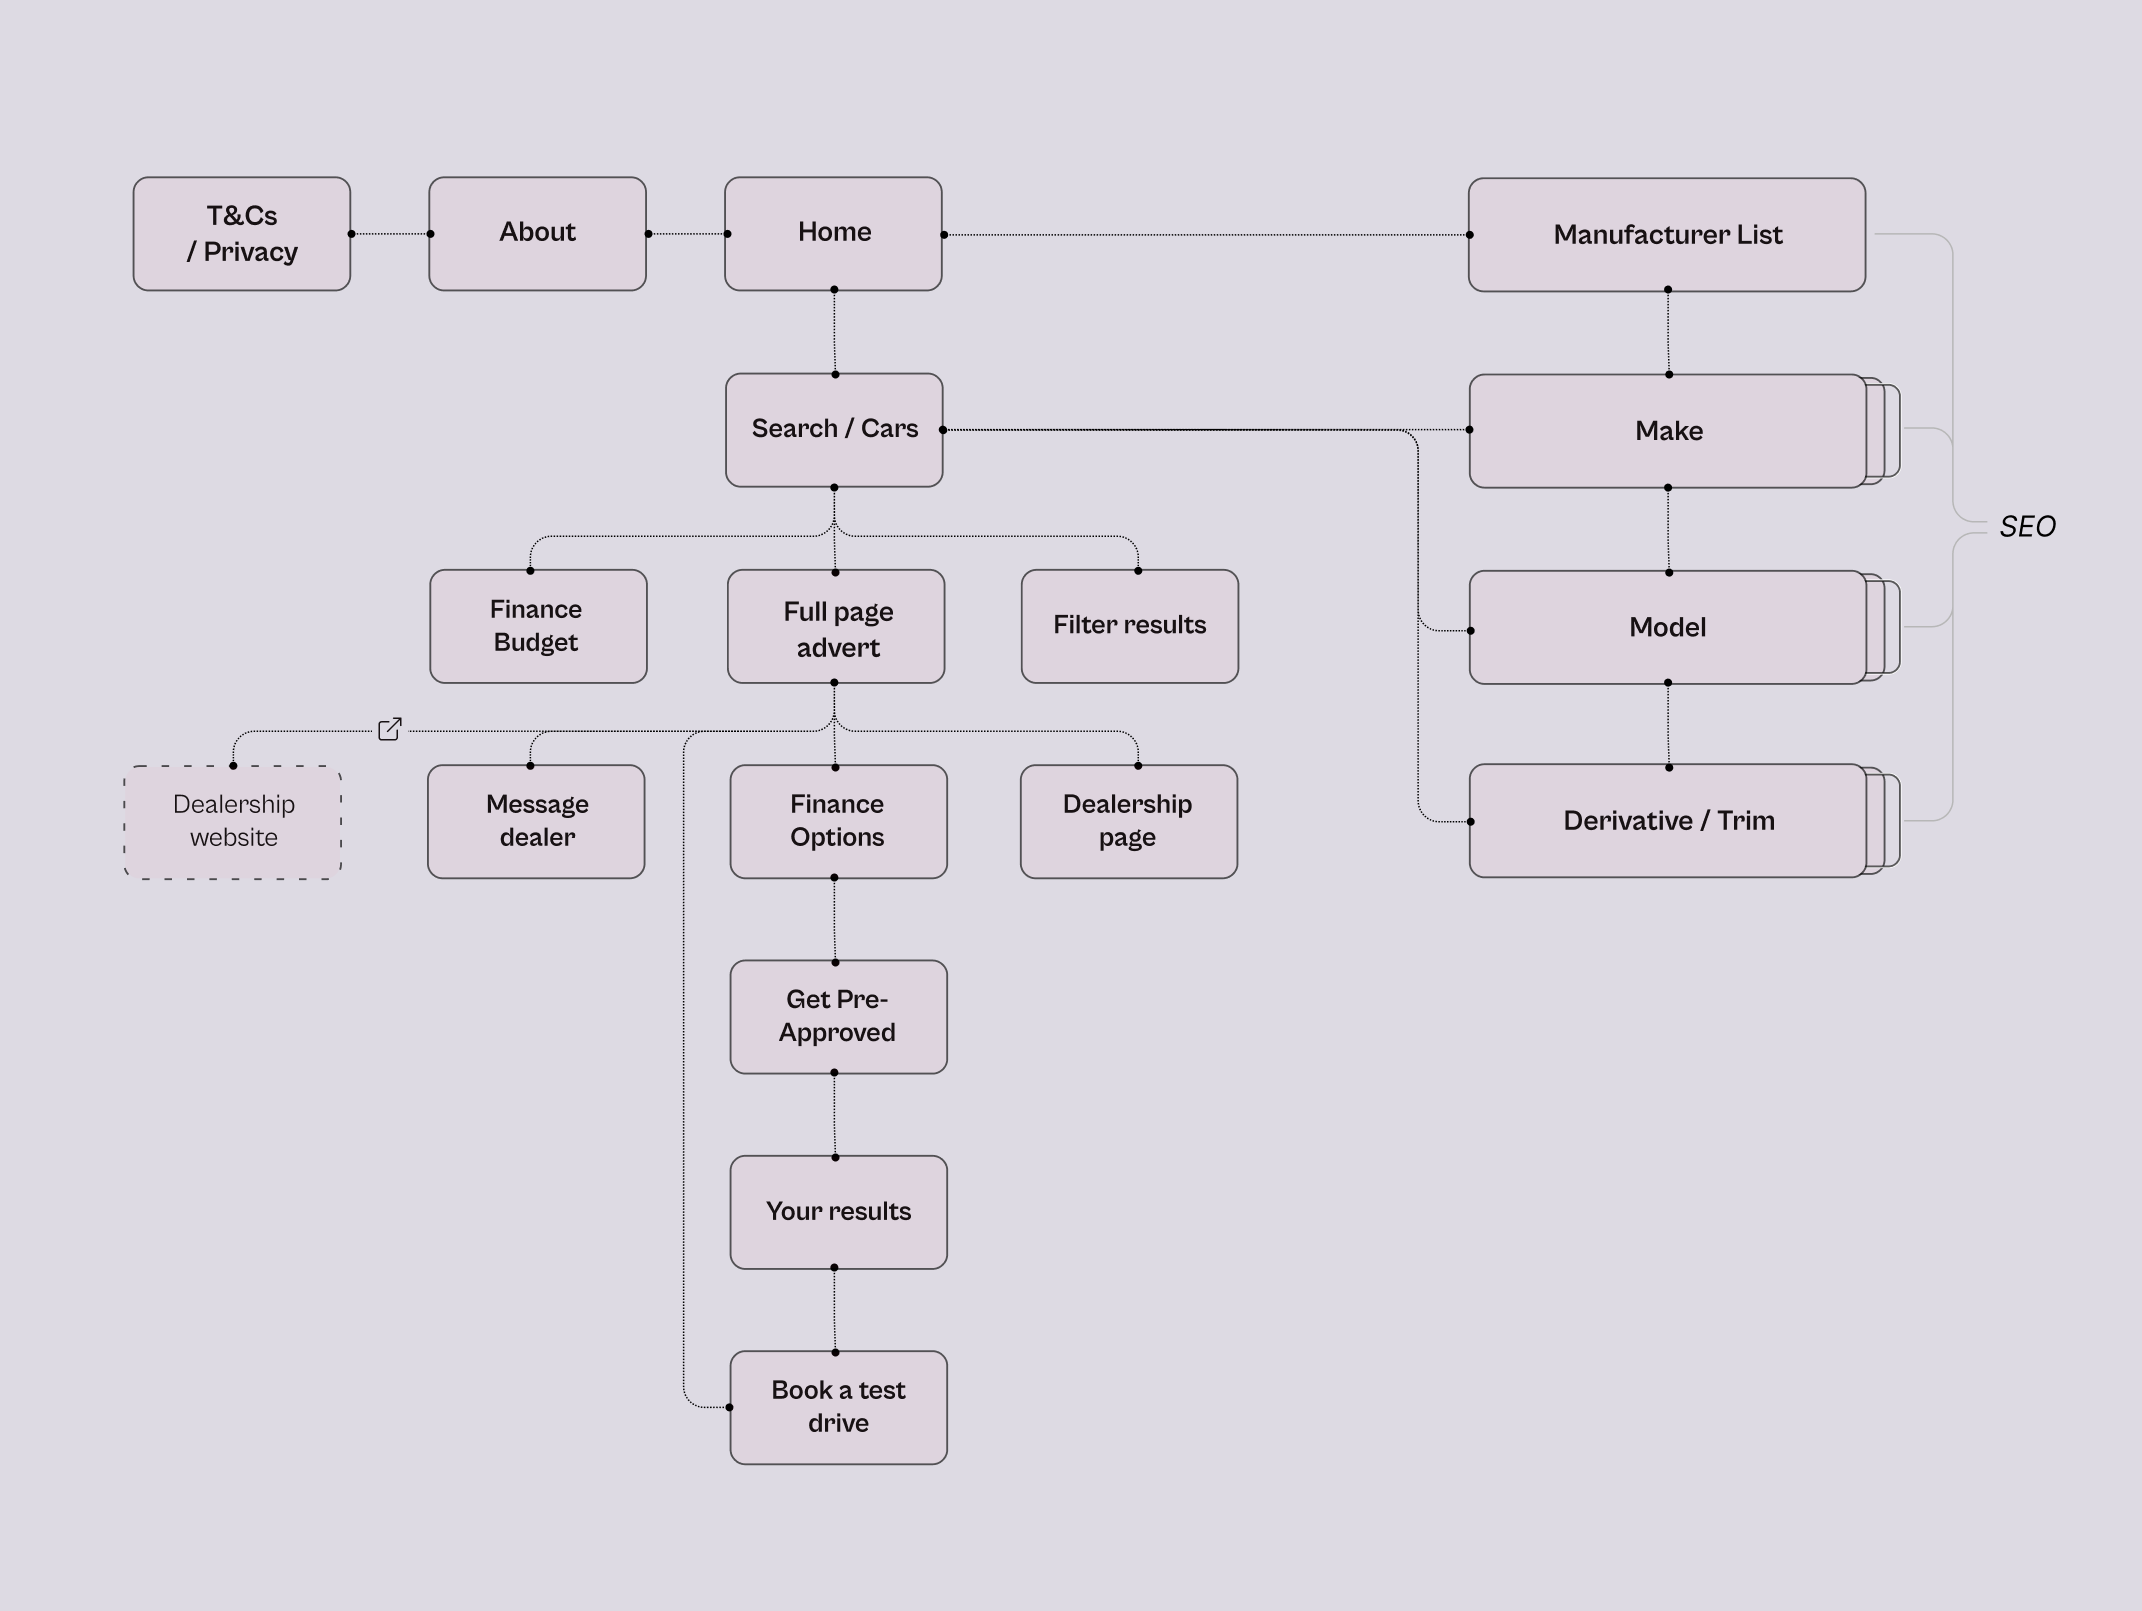 T&Cs
/ Privacy
About
Home
Manufacturer List
Search / Cars
Make
SEO
Finance
Budget
Full page
advert
Filter results
Model
Dealership
website
Message
dealer
Finance
Options
Dealership
page
Derivative / Trim
Get Pre-
Approved
Your results
Book a test
drive